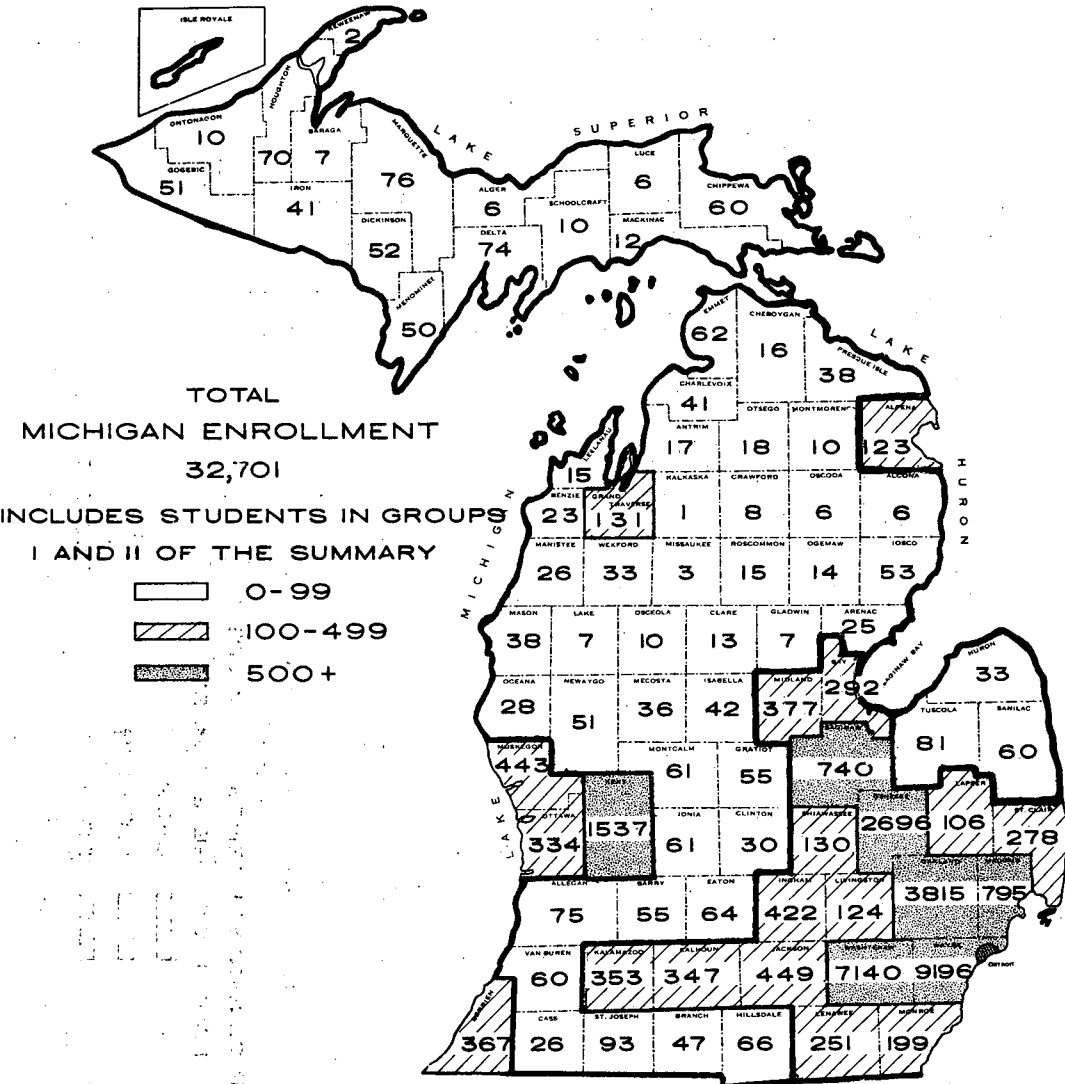 ISLE ROYALE
KEWEENAW
2
HOUGHTON
70
ONTONAGON
10
BARAGA
7
GOGEBIC
51
IRON
41
MARQUETTE
76
LAKE SUPERIOR
LUCE
6
CHIPPEWA
60
ALGER
6
SCHOOLCRAFT
10
MACKINAC
12
DICKINSON
52
DELTA
74
MENOMINEE
50
EMMET
62
CHEBOYGAN
16
PRESQUE ISLE
38
LAKE HURON
CHARLEVOIX
41
TOTAL
MICHIGAN ENROLLMENT
32,701
INCLUDES STUDENTS IN GROUPS
I AND II OF THE SUMMARY
0-99
100-499
500+
ANTRIM
17
OTSEGO
18
MONTMORENCY
10
ALPENA
123
LEELANAU
15
BENZIE
23
GRAND TRAVERSE
131
KALKASKA
1
CRAWFORD
8
OSCODA
6
ALCONA
6
MANISTEE
26
WEXFORD
33
MISSAUKEE
3
ROSCOMMON
15
OGEMAW
14
IOSCO
53
LAKE MICHIGAN
MASON
38
LAKE
7
OSCEOLA
10
CLARE
13
GLADWIN
7
ARENAC
25
SAGINAW BAY
HURON
33
OCEANA
28
NEWAYGO
51
MECOSTA
36
ISABELLA
42
MIDLAND
377
BAY
292
TUSCOLA
81
SANILAC
60
MUSKEGON
443
MONTCALM
61
GRATIOT
55
SAGINAW
740
OTTAWA
334
KENT
1537
IONIA
61
CLINTON
30
SHIAWASSEE
130
GENESEE
2696
LAPEER
106
ST. CLAIR
278
ALLEGAN
75
BARRY
55
EATON
64
INGHAM
422
LIVINGSTON
124
OAKLAND
3815
MACOMB
795
VAN BUREN
60
KALAMAZOO
353
CALHOUN
347
JACKSON
449
WASHTENAW
7140
WAYNE
9196
DETROIT
BERRIEN
367
CASS
26
ST. JOSEPH
93
BRANCH
47
HILLSDALE
66
LENAWEE
251
MONROE
199